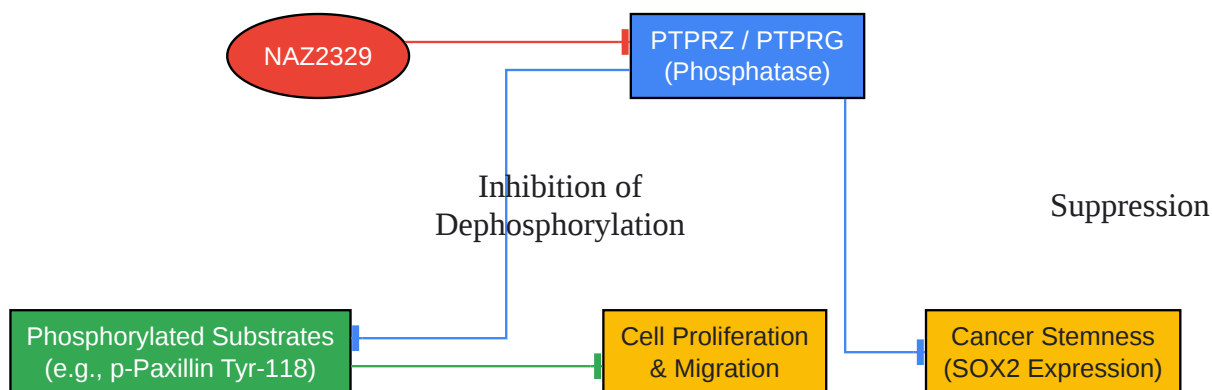 NAZ2329
PTPRZ / PTPRG
(Phosphatase)
Inhibition of
Dephosphorylation
Suppression
Phosphorylated Substrates
(e.g., p-Paxillin Tyr-118)
Cell Proliferation
& Migration
Cancer Stemness
(SOX2 Expression)